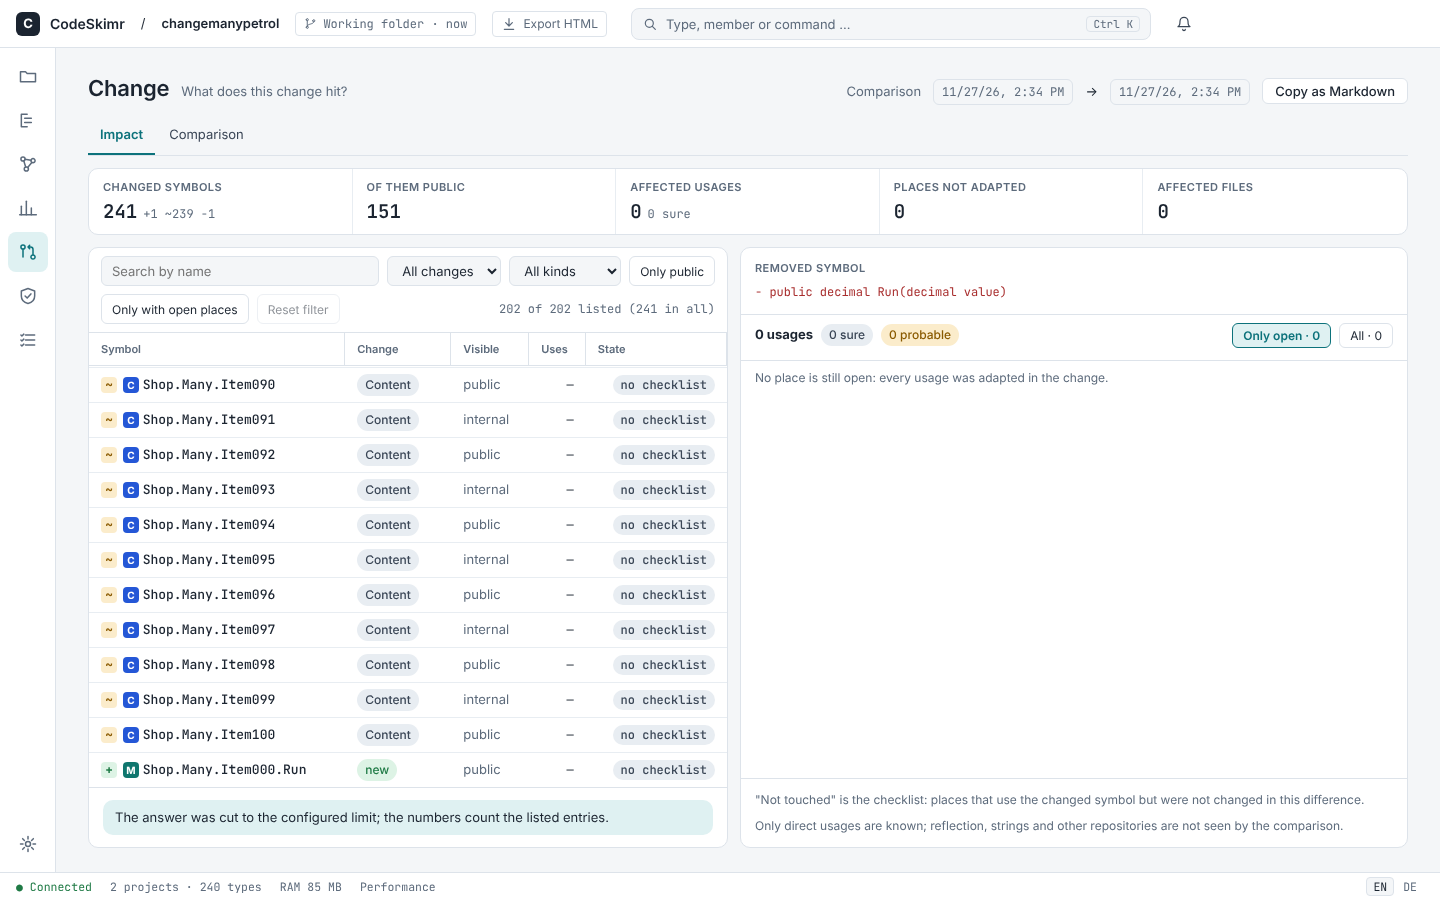 C CodeSkimr / changemanypetrol Working folder · now Export HTML Type, member or command ... Ctrl K
Change What does this change hit? Comparison 11/27/26, 2:34 PM → 11/27/26, 2:34 PM Copy as Markdown
Impact Comparison
CHANGED SYMBOLS OF THEM PUBLIC AFFECTED USAGES PLACES NOT ADAPTED AFFECTED FILES
241 +1 ~239 -1 151 0 0 sure 0 0
Search by name All changes All kinds Only public
Only with open places Reset filter 202 of 202 listed (241 in all)
Symbol Change Visible Uses State
~ C Shop.Many.Item090 Content public – no checklist
~ C Shop.Many.Item091 Content internal – no checklist
~ C Shop.Many.Item092 Content public – no checklist
~ C Shop.Many.Item093 Content internal – no checklist
~ C Shop.Many.Item094 Content public – no checklist
~ C Shop.Many.Item095 Content internal – no checklist
~ C Shop.Many.Item096 Content public – no checklist
~ C Shop.Many.Item097 Content internal – no checklist
~ C Shop.Many.Item098 Content public – no checklist
~ C Shop.Many.Item099 Content internal – no checklist
~ C Shop.Many.Item100 Content public – no checklist
+ M Shop.Many.Item000.Run new public – no checklist
The answer was cut to the configured limit; the numbers count the listed entries.
REMOVED SYMBOL
- public decimal Run(decimal value)
0 usages 0 sure 0 probable Only open · 0 All · 0
No place is still open: every usage was adapted in the change.
"Not touched" is the checklist: places that use the changed symbol but were not changed in this difference.
Only direct usages are known; reflection, strings and other repositories are not seen by the comparison.
● Connected 2 projects · 240 types RAM 85 MB Performance EN DE